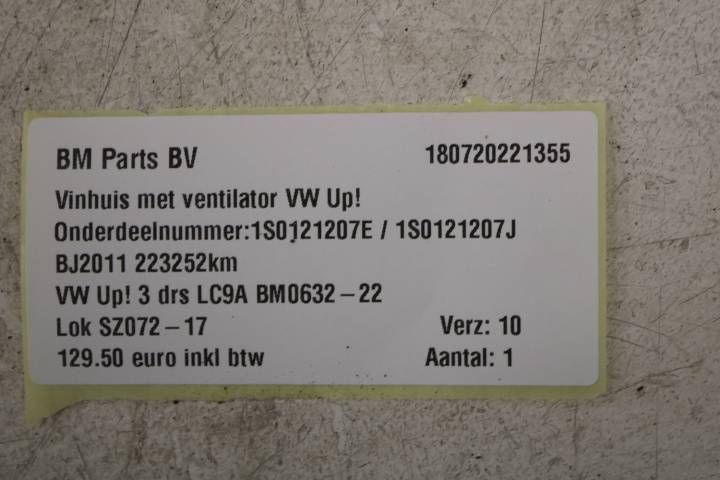 BM Parts BV 180720221355
Vinhuis met ventilator VW Up!
Onderdeelnummer:1S0121207E / 1S0121207J
BJ2011 223252km
VW Up! 3 drs LC9A BM0632-22
Lok SZ072-17 Verz: 10
129.50 euro inkl btw Aantal: 1